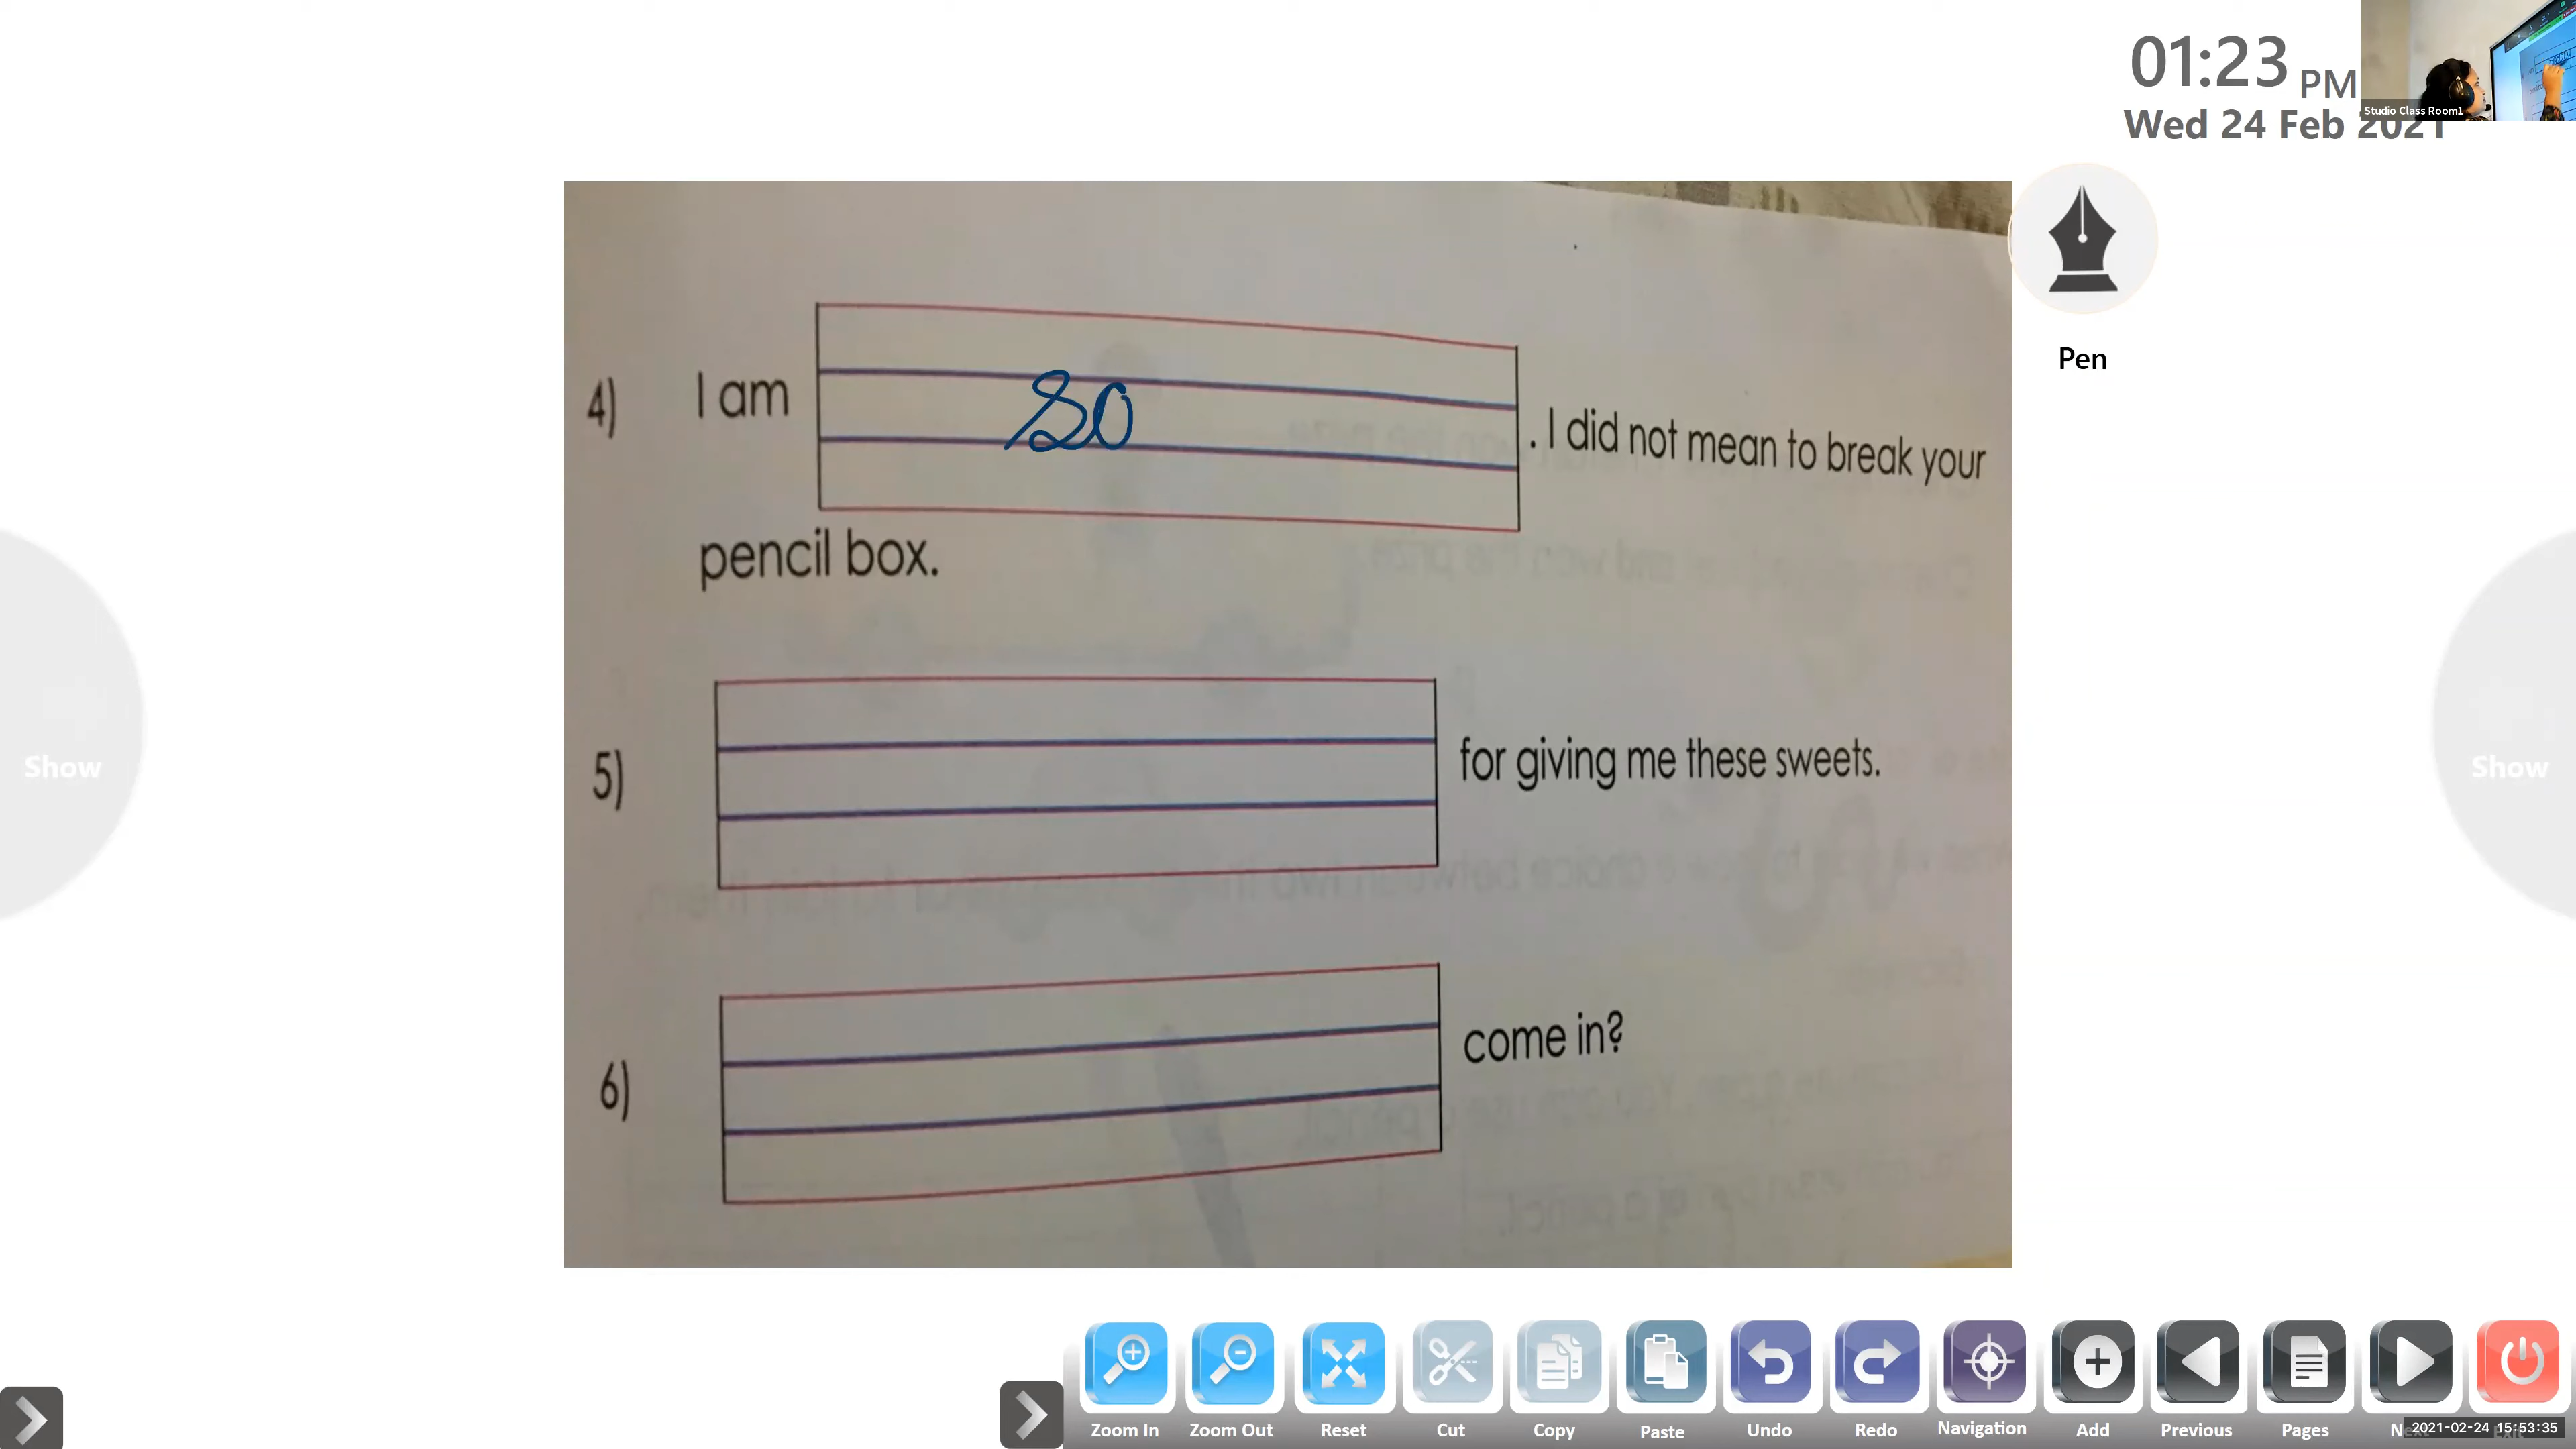 01:23 PM
Wed 24 Feb 2021
Studio Class Room1
Pen
4) I am so . I did not mean to break your
pencil box.
5) for giving me these sweets.
6) come in?
Show
Show
Zoom In Zoom Out Reset Cut Copy Paste Undo Redo Navigation Add Previous Pages
2021-02-24 15:53:35